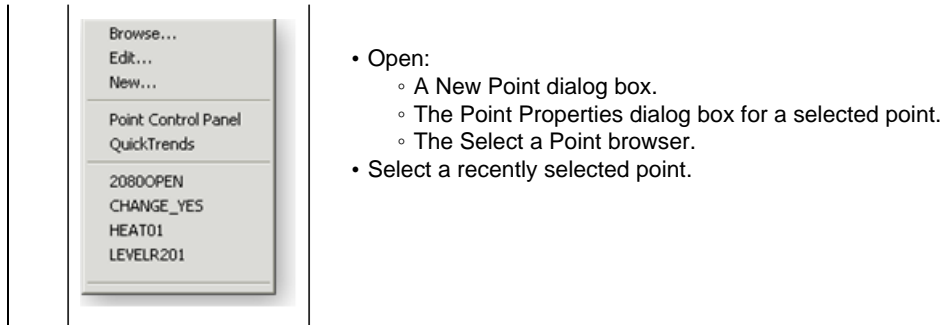 Browse...
Edit...
New...
Point Control Panel
QuickTrends
2080OPEN
CHANGE_YES
HEAT01
LEVELR201
• Open:
◦ A New Point dialog box.
◦ The Point Properties dialog box for a selected point.
◦ The Select a Point browser.
• Select a recently selected point.